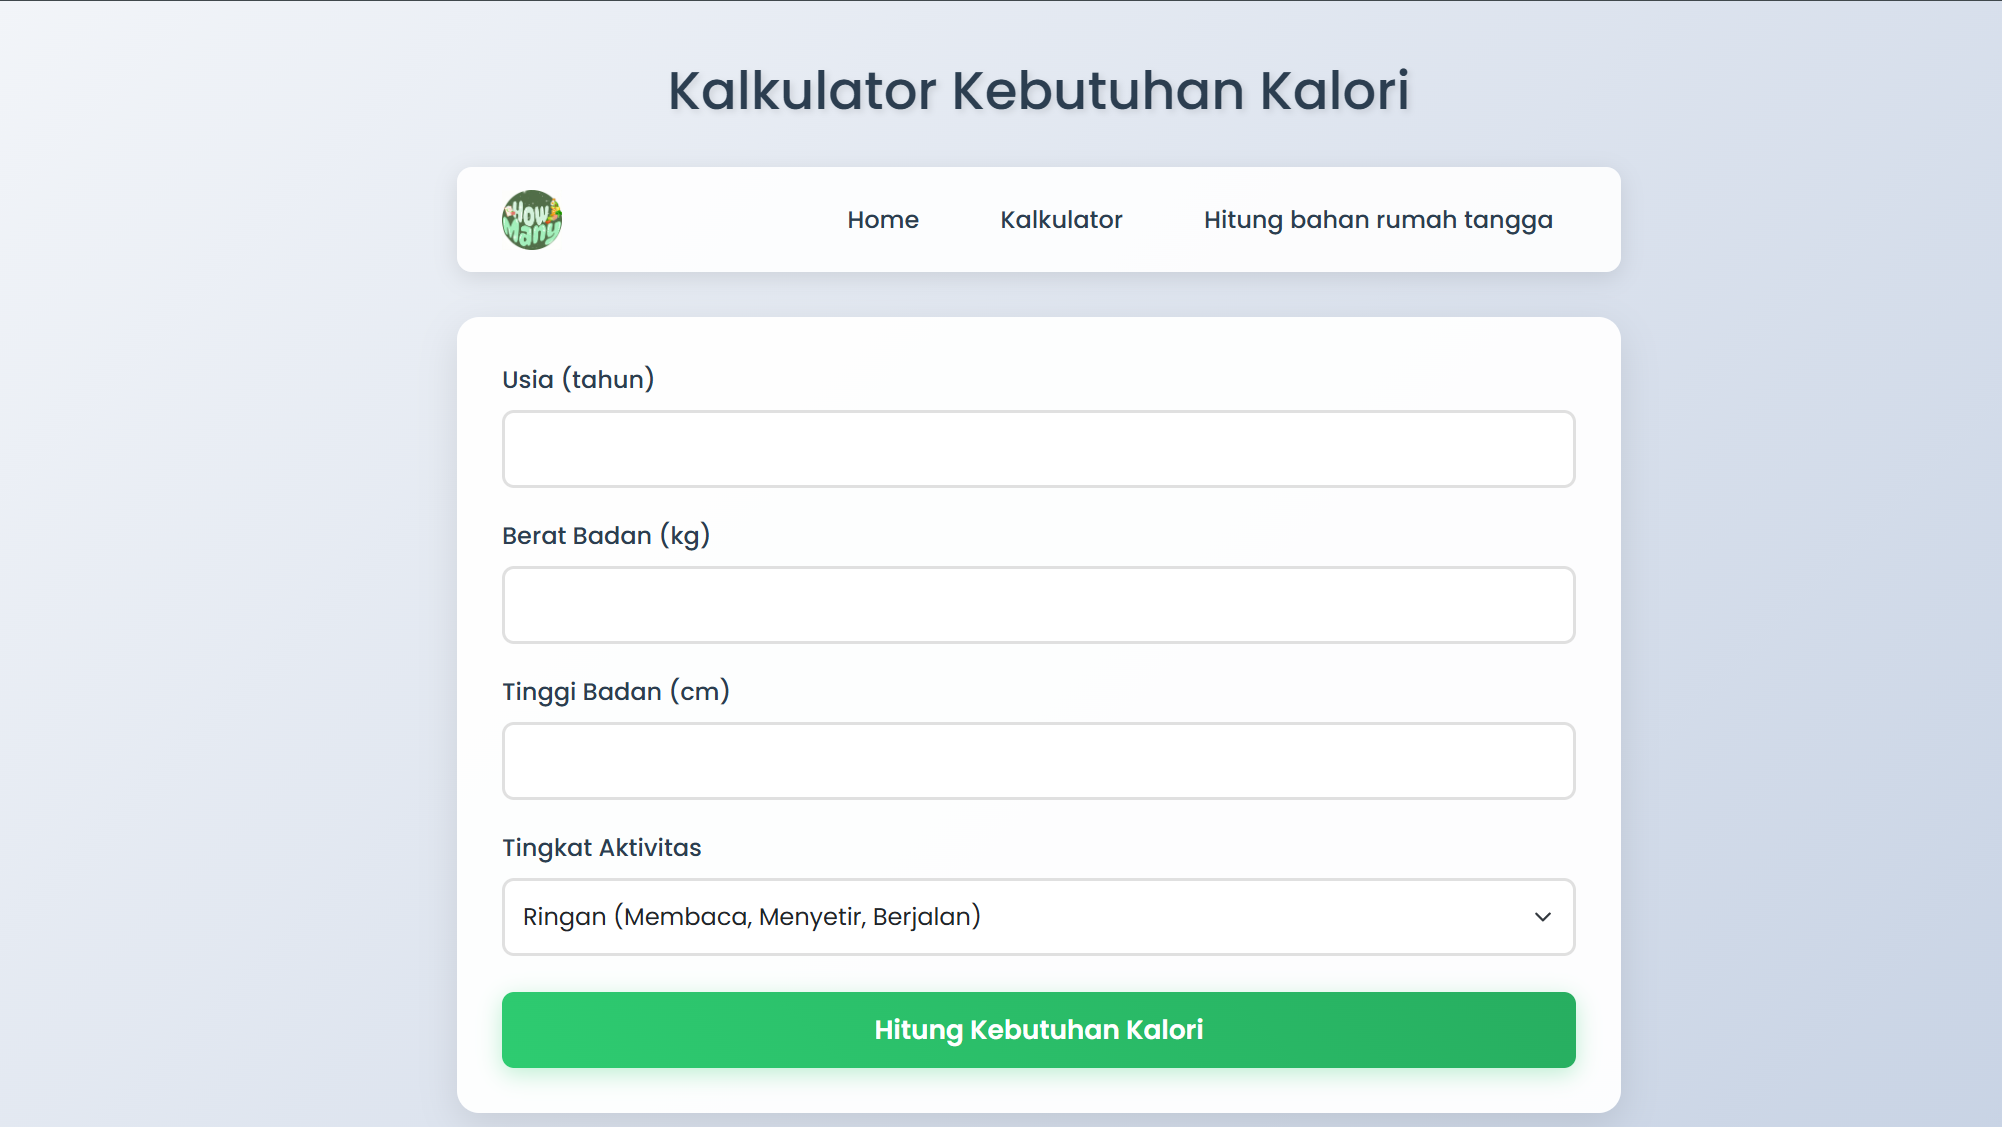 Kalkulator Kebutuhan Kalori
How Many
Home Kalkulator Hitung bahan rumah tangga
Usia (tahun)
Berat Badan (kg)
Tinggi Badan (cm)
Tingkat Aktivitas
Ringan (Membaca, Menyetir, Berjalan)
Hitung Kebutuhan Kalori